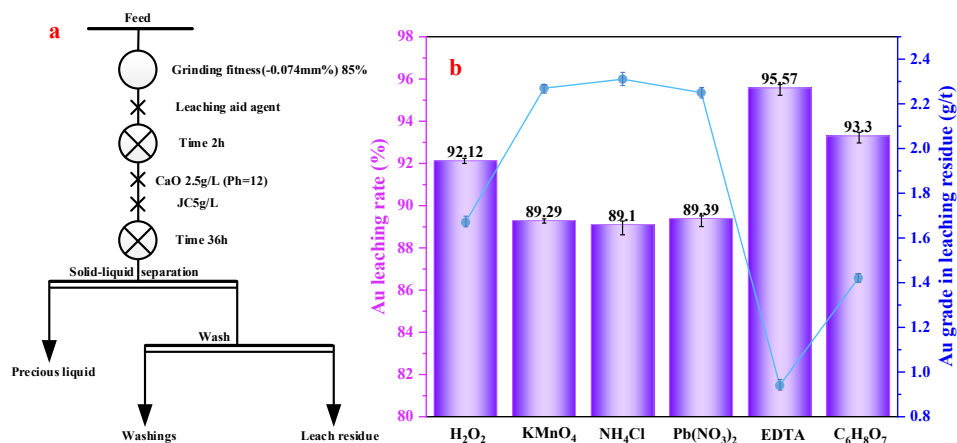 a
Feed
Grinding fitness(-0.074mm%) 85%
Leaching aid agent
Time 2h
CaO 2.5g/L (Ph=12)
JC5g/L
Time 36h
Solid-liquid separation
Wash
Precious liquid
Washings
Leach residue
b
Au leaching rate (%)
98
96
94
92
90
88
86
84
82
80
92.12
89.29
89.1
89.39
95.57
93.3
H₂O₂
KMnO₄
NH₄Cl
Pb(NO₃)₂
EDTA
C₆H₈O₇
2.4
2.2
2.0
1.8
1.6
1.4
1.2
1.0
0.8
Au grade in leaching residue (g/t)